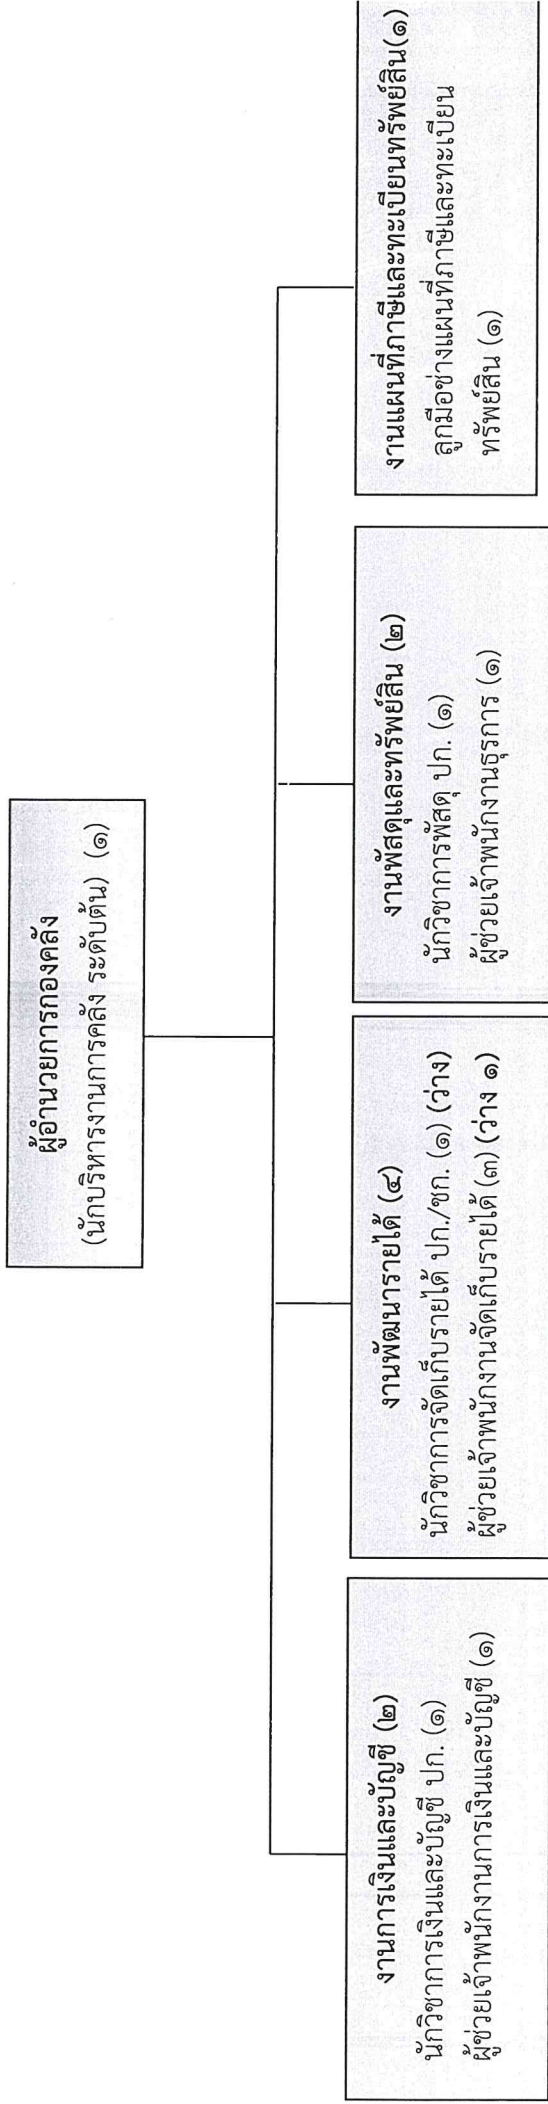 ผู้อำนวยการกองคลัง
(นักบริหารงานการคลัง ระดับต้น) (๑)
งานการเงินและบัญชี (๒)
นักวิชาการเงินและบัญชี ปก. (๑)
ผู้ช่วยเจ้าพนักงานการเงินและบัญชี (๑)
งานพัฒนารายได้ (๔)
นักวิชาการจัดเก็บรายได้ ปก./ชก. (๑) (ว่าง)
ผู้ช่วยเจ้าพนักงานจัดเก็บรายได้ (๓) (ว่าง ๑)
งานพัสดุและทรัพย์สิน (๒)
นักวิชาการพัสดุ ปก. (๑)
ผู้ช่วยเจ้าพนักงานธุรการ (๑)
งานแผนที่ภาษีและทะเบียนทรัพย์สิน(๑)
ลูกมือช่างแผนที่ภาษีและทะเบียน
ทรัพย์สิน (๑)